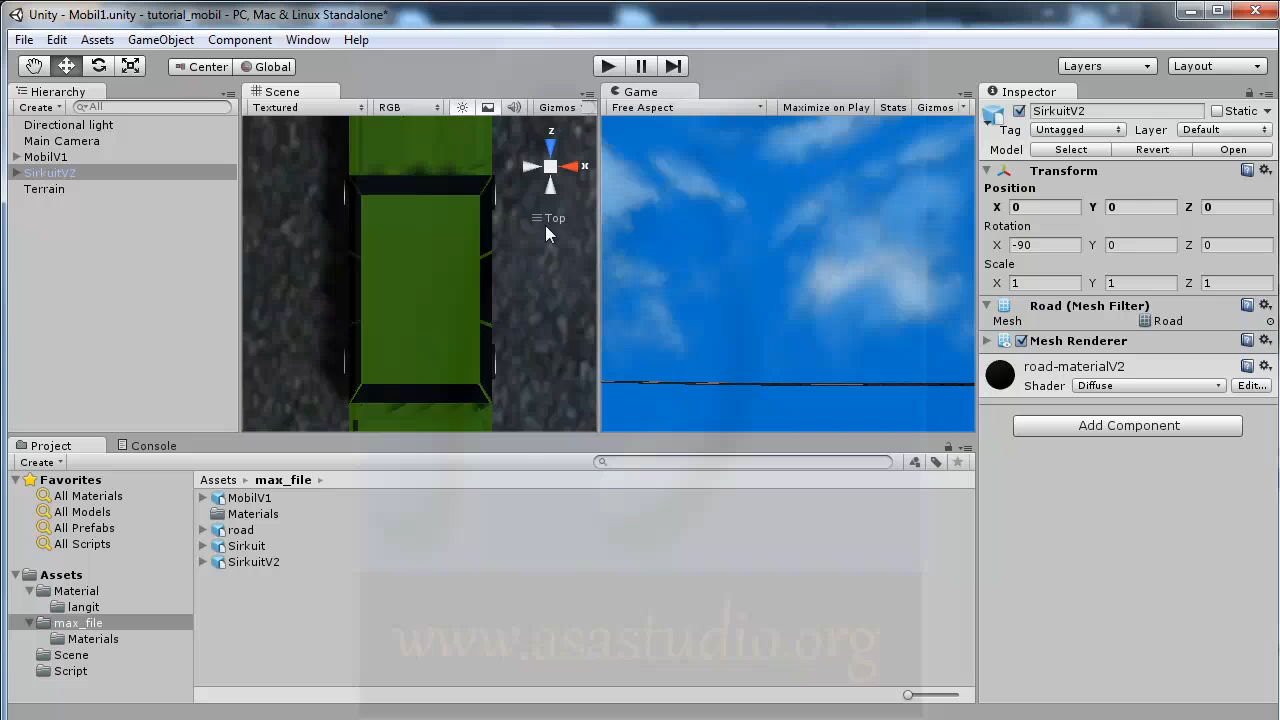 Unity - Mobil1.unity - tutorial_mobil - PC, Mac & Linux Standalone*
File Edit Assets GameObject Component Window Help
Center Global Layers Layout
Hierarchy
Create All
Directional light
Main Camera
MobilV1
SirkuitV2
Terrain
Scene
Textured RGB Gizmos
z
x
Top
Game
Free Aspect Maximize on Play Stats Gizmos
Inspector
SirkuitV2 Static
Tag Untagged Layer Default
Model Select Revert Open
Transform
Position
X 0 Y 0 Z 0
Rotation
X -90 Y 0 Z 0
Scale
X 1 Y 1 Z 1
Road (Mesh Filter)
Mesh Road
Mesh Renderer
road-materialV2
Shader Diffuse Edit...
Add Component
Project Console
Create
Favorites
All Materials
All Models
All Prefabs
All Scripts
Assets
Material
langit
max_file
Materials
Scene
Script
Assets max_file
MobilV1
Materials
road
Sirkuit
SirkuitV2
www.asastudio.org